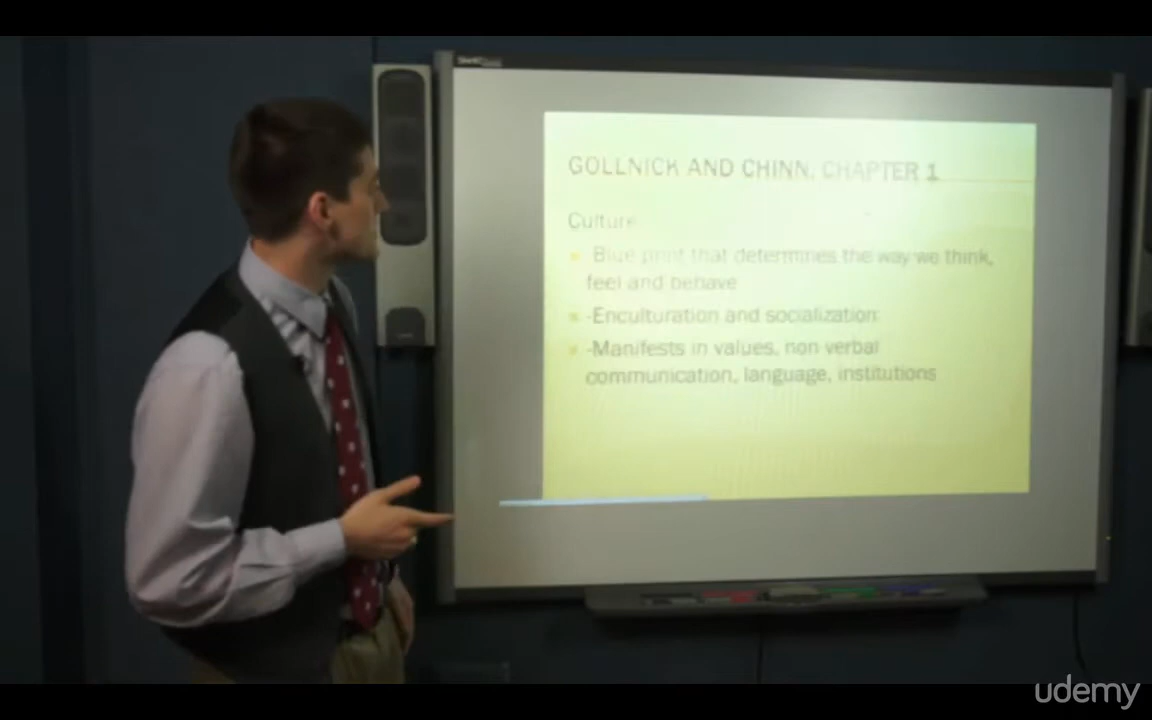 GOLLNICK AND CHINN, CHAPTER 1
Culture
Blue print that determines the way we think,
feel and behave
-Enculturation and socialization
-Manifests in values, non verbal
communication, language, institutions
udemy